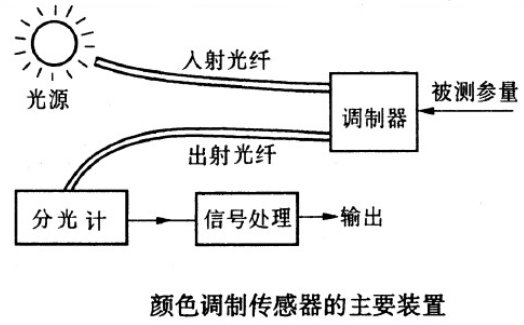 入射光纤
光源
调制器
被测参量
出射光纤
分光计
信号处理
输出
颜色调制传感器的主要装置